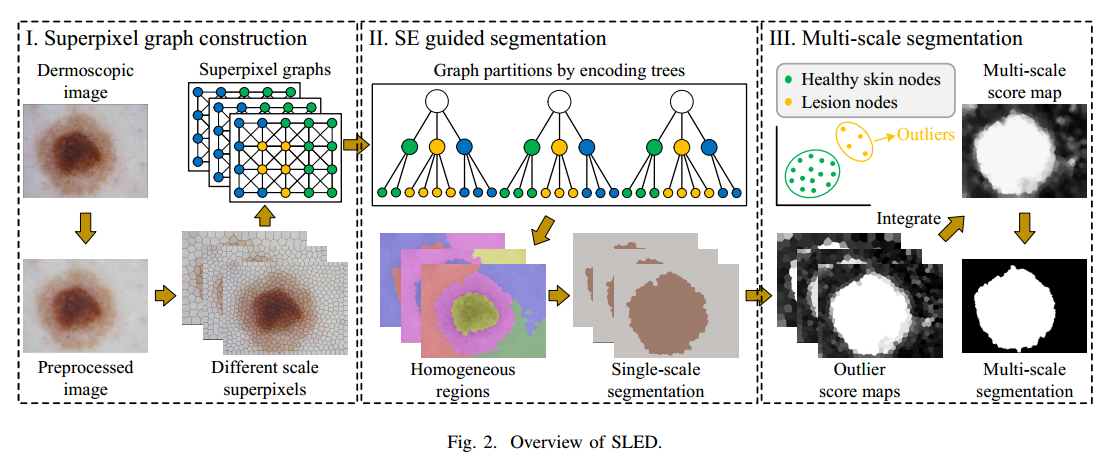 I. Superpixel graph construction
Dermoscopic
image
Superpixel graphs
Preprocessed
image
Different scale
superpixels
II. SE guided segmentation
Graph partitions by encoding trees
Homogeneous
regions
Single-scale
segmentation
III. Multi-scale segmentation
Healthy skin nodes
Lesion nodes
Outliers
Multi-scale
score map
Integrate
Outlier
score maps
Multi-scale
segmentation
Fig. 2. Overview of SLED.